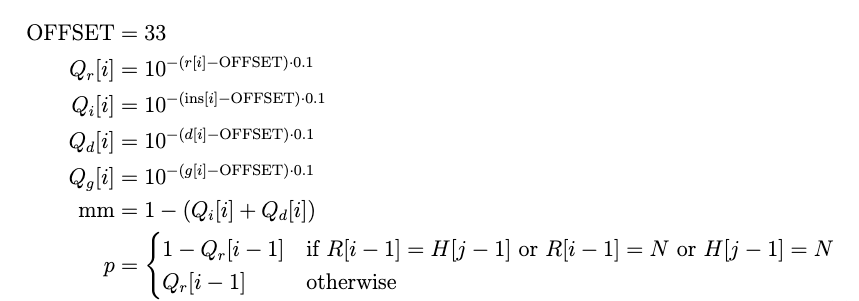 OFFSET = 33
Q_r[i] = 10^{-(r[i]-OFFSET)·0.1}
Q_i[i] = 10^{-(ins[i]-OFFSET)·0.1}
Q_d[i] = 10^{-(d[i]-OFFSET)·0.1}
Q_g[i] = 10^{-(g[i]-OFFSET)·0.1}
mm = 1 - (Q_i[i] + Q_d[i])
p = { 1 - Q_r[i - 1] if R[i - 1] = H[j - 1] or R[i - 1] = N or H[j - 1] = N
Q_r[i - 1] otherwise